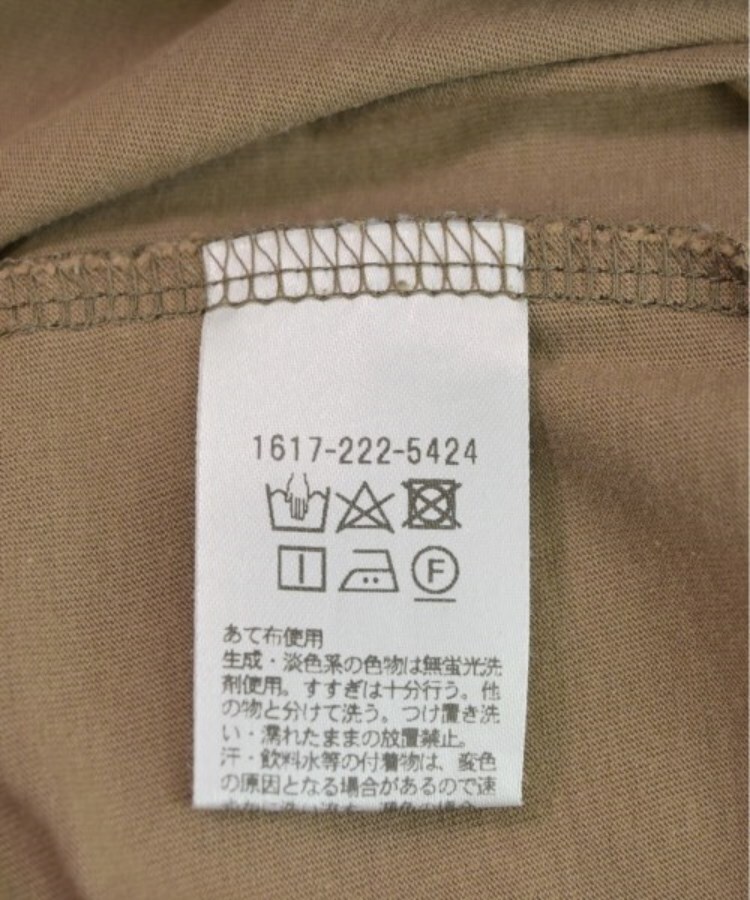 1617-222-5424
F
あて布使用
生成・淡色系の色物は無蛍光洗
剤使用。すすぎは十分行う。他
の物と分けて洗う。つけ置き洗
い・濡れたままの放置禁止。
汗・飲料水等の付着物は、変色
の原因となる場合があるので速